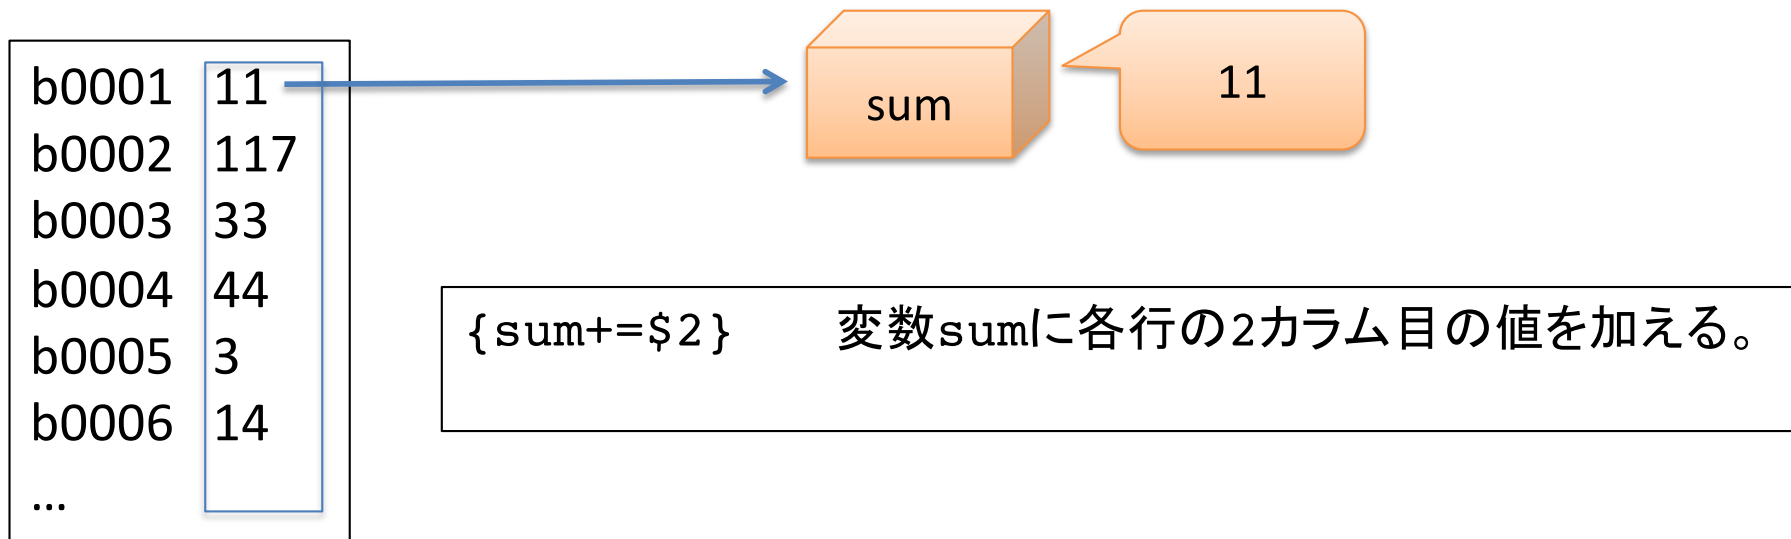 b0001 11
b0002 117
b0003 33
b0004 44
b0005 3
b0006 14
…
sum
11
{sum+=$2} 変数sumに各行の2カラム目の値を加える。